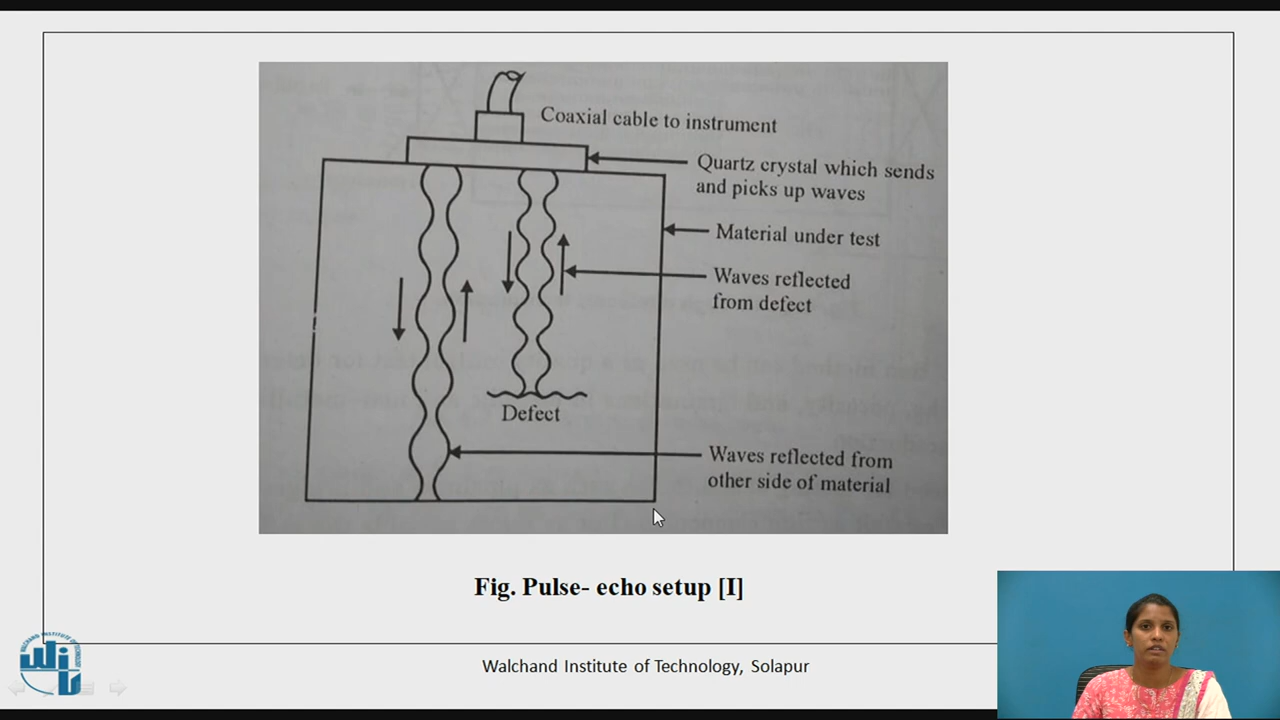 Coaxial cable to instrument
Quartz crystal which sends
and picks up waves
Material under test
Waves reflected
from defect
Defect
Waves reflected from
other side of material
Fig. Pulse- echo setup [I]
Walchand Institute of Technology, Solapur